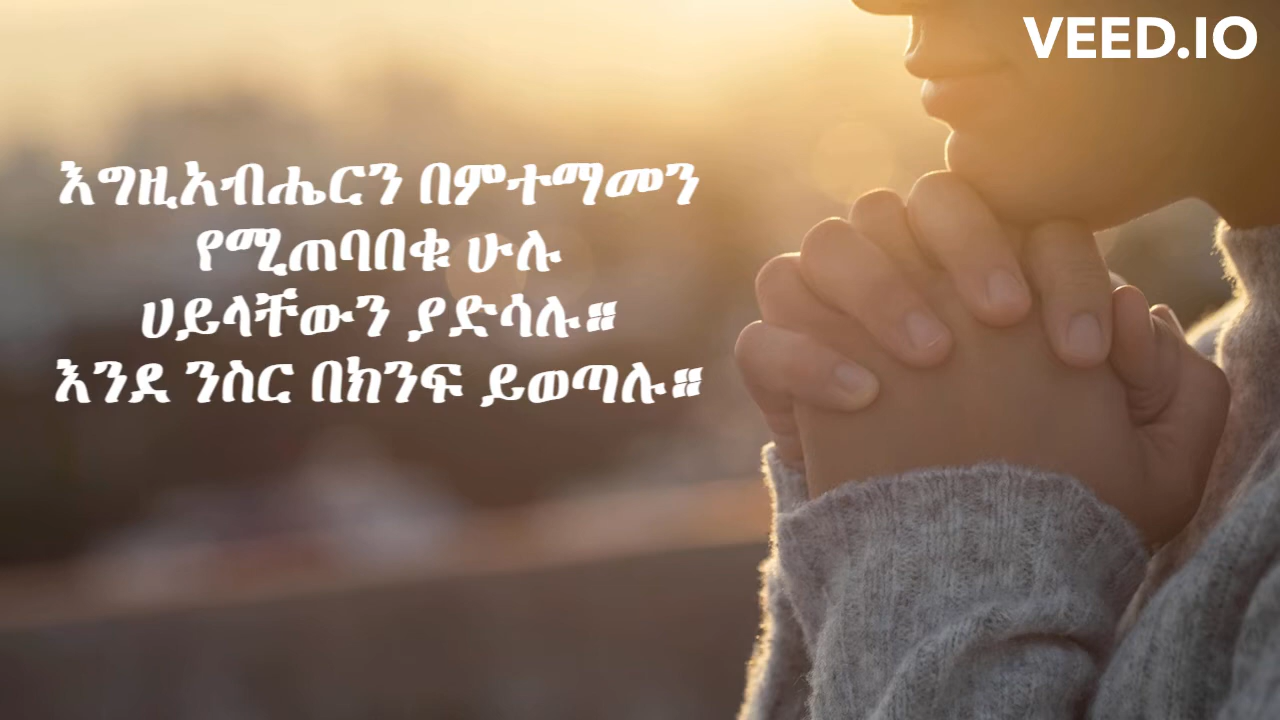 VEED.IO
እግዚአብሔርን በምተማመን
የሚጠባበቁ ሁሉ
ሀይላቸውን ያድሳሉ።
እንደ ንስር በክንፍ ይወጣሉ።